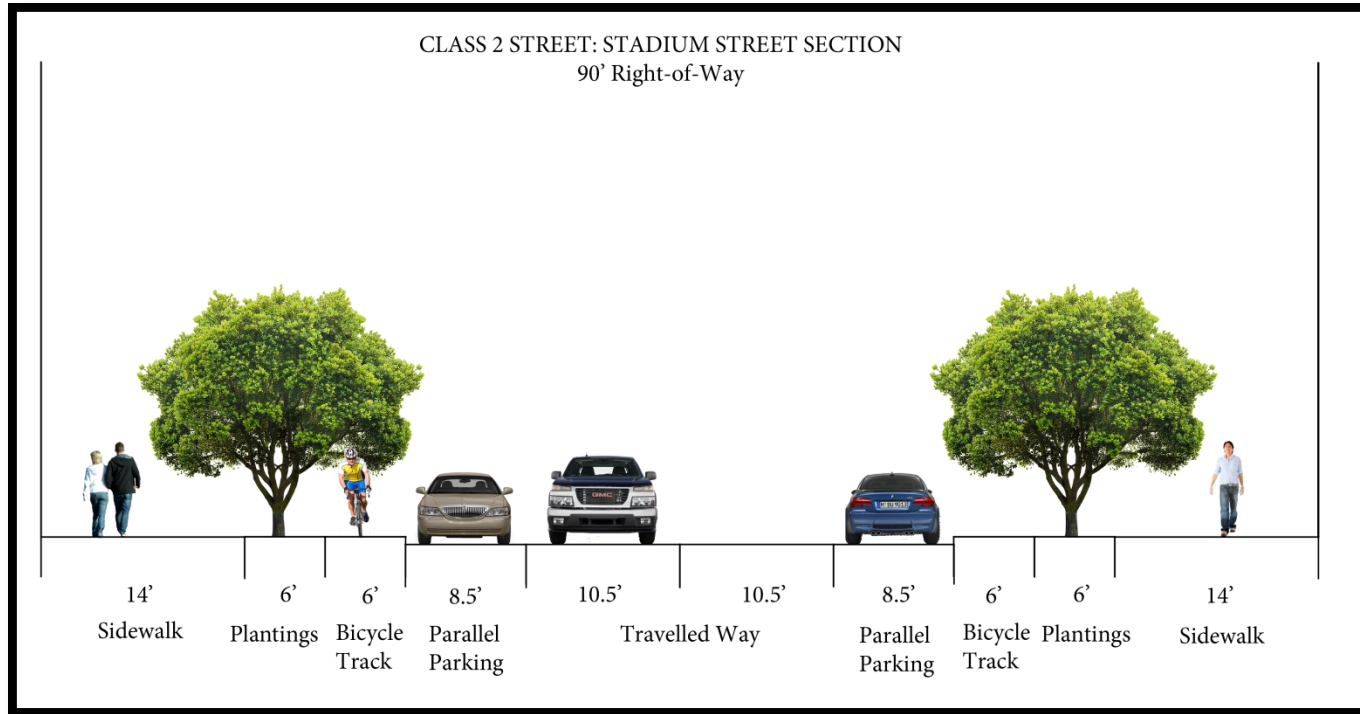 CLASS 2 STREET: STADIUM STREET SECTION
90’ Right-of-Way
GMC
14’ 6’ 6’ 8.5’ 10.5’ 10.5’ 8.5’ 6’ 6’ 14’
Sidewalk Plantings Bicycle Parallel Travelled Way Parallel Bicycle Plantings Sidewalk
Track Parking Parking Track